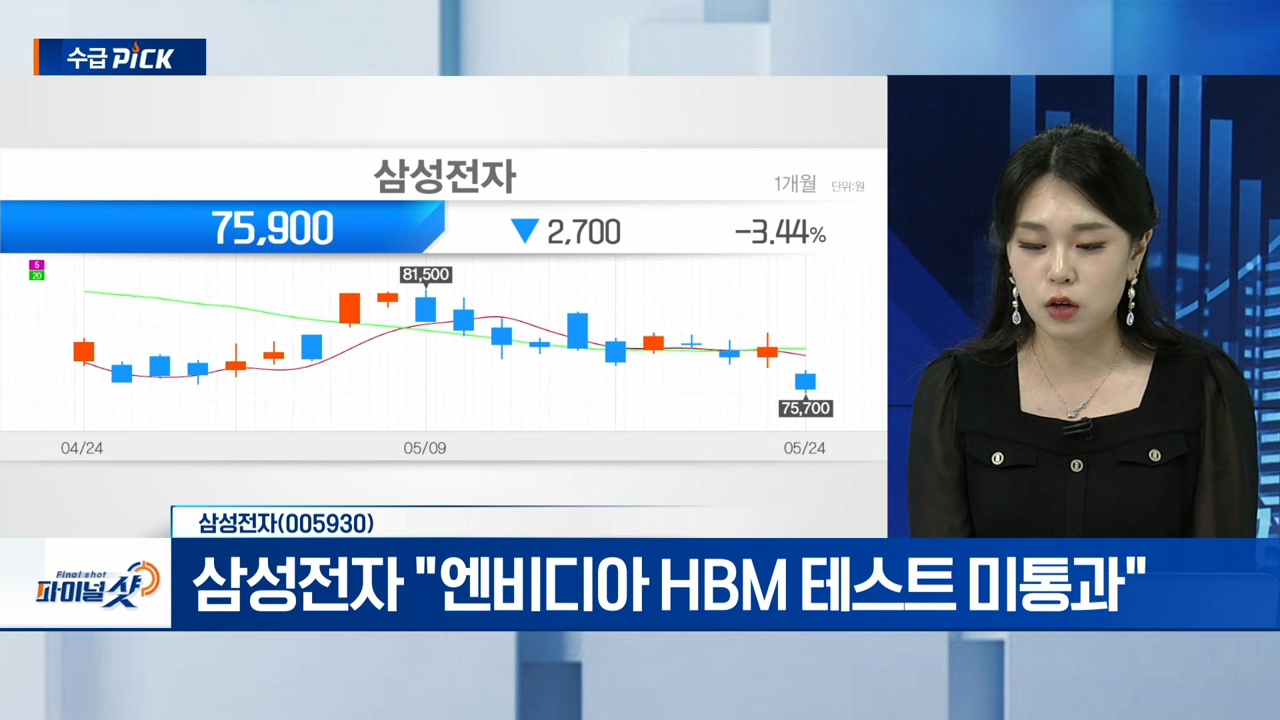 수급 PiCK
삼성전자
1개월 단위:원
75,900 ▼ 2,700 -3.44%
5
20
81,500
75,700
04/24 05/09 05/24
삼성전자(005930)
Final shot
파이널샷
삼성전자 "엔비디아 HBM 테스트 미통과"